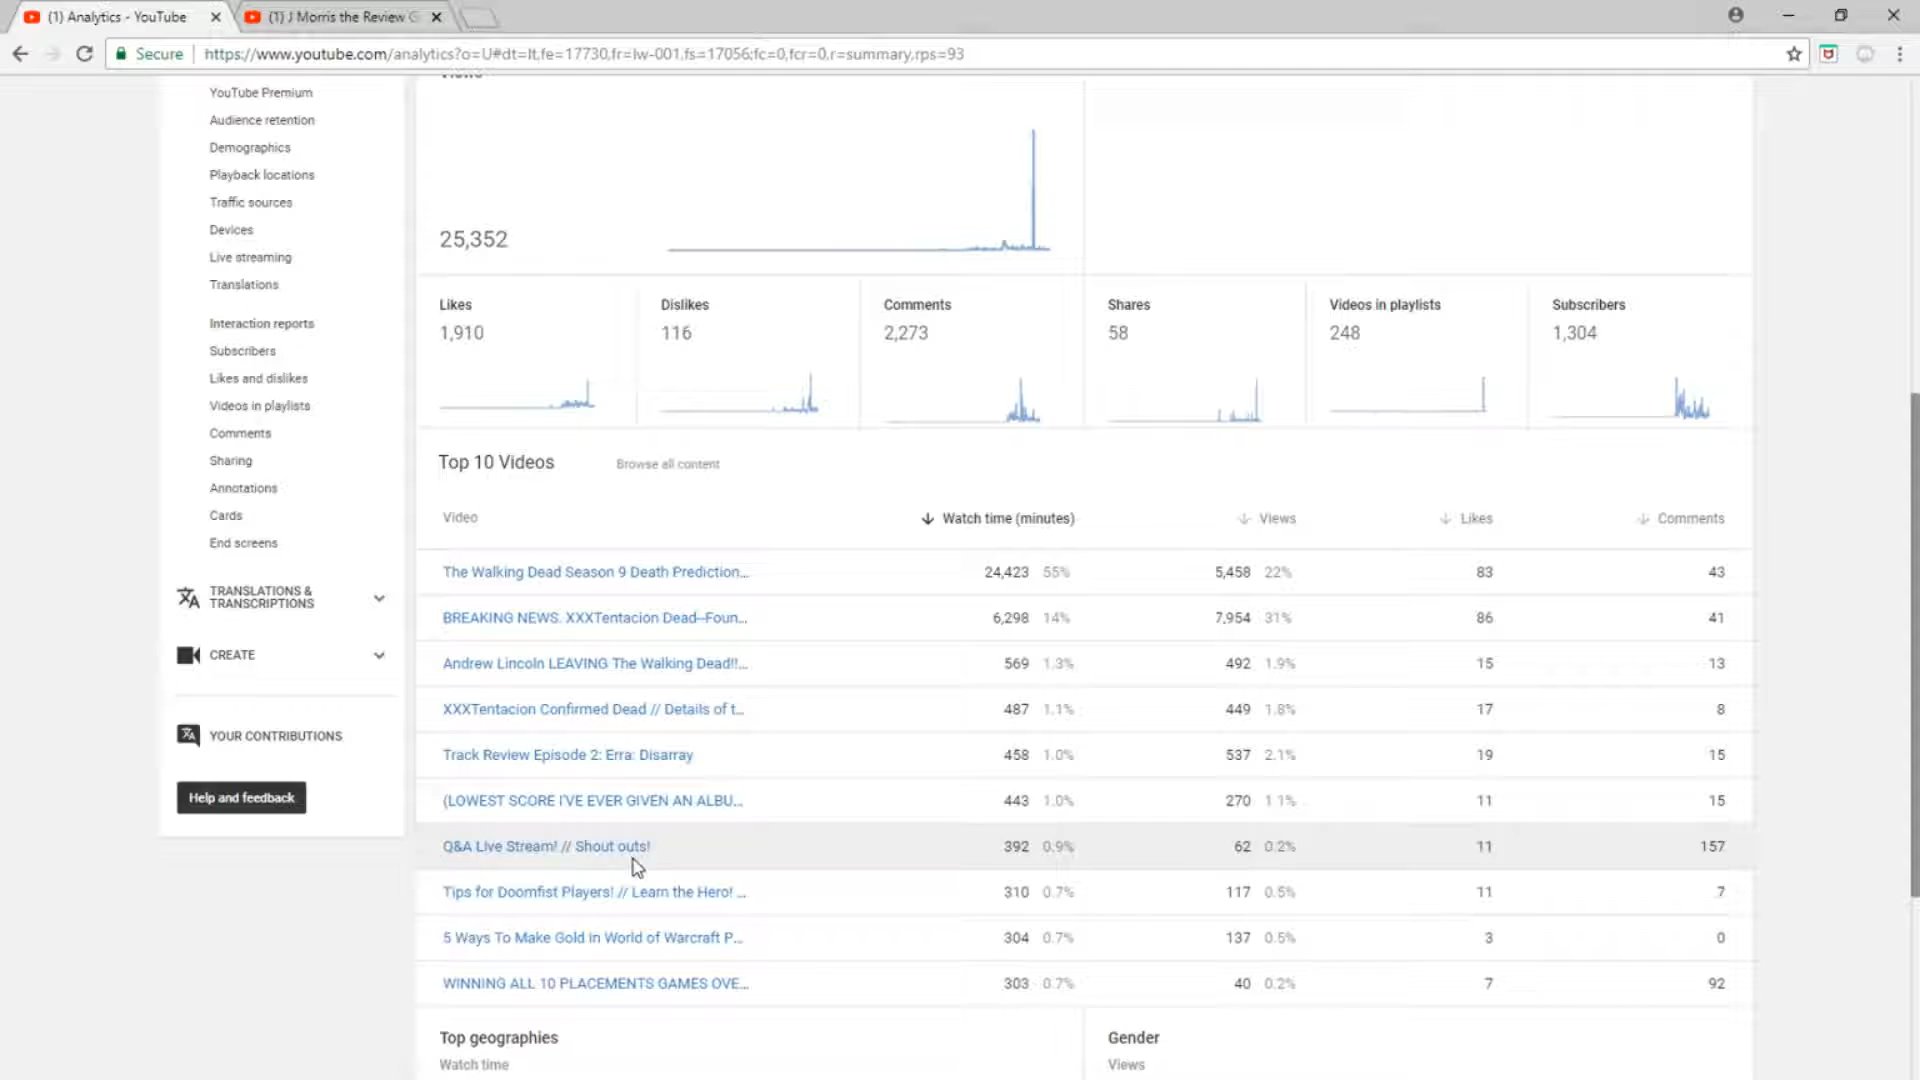 (1) Analytics - YouTube
(1) J Morris the Review G
Secure https://www.youtube.com/analytics?o=U#dt=lt,fe=17730,fr=lw-001,fs=17056;fc=0,fcr=0,r=summary,rps=93
Views
YouTube Premium
Audience retention
Demographics
Playback locations
Traffic sources
Devices
Live streaming
Translations
Interaction reports
Subscribers
Likes and dislikes
Videos in playlists
Comments
Sharing
Annotations
Cards
End screens
TRANSLATIONS &
TRANSCRIPTIONS
CREATE
YOUR CONTRIBUTIONS
Help and feedback
25,352
Likes Dislikes Comments Shares Videos in playlists Subscribers
1,910 116 2,273 58 248 1,304
Top 10 Videos Browse all content
Video Watch time (minutes) Views Likes Comments
The Walking Dead Season 9 Death Prediction... 24,423 55% 5,458 22% 83 43
BREAKING NEWS. XXXTentacion Dead--Foun... 6,298 14% 7,954 31% 86 41
Andrew Lincoln LEAVING The Walking Dead!!... 569 1.3% 492 1.9% 15 13
XXXTentacion Confirmed Dead // Details of t... 487 1.1% 449 1.8% 17 8
Track Review Episode 2: Erra: Disarray 458 1.0% 537 2.1% 19 15
(LOWEST SCORE I'VE EVER GIVEN AN ALBU... 443 1.0% 270 1.1% 11 15
Q&A Live Stream! // Shout outs! 392 0.9% 62 0.2% 11 157
Tips for Doomfist Players! // Learn the Hero! ... 310 0.7% 117 0.5% 11 7
5 Ways To Make Gold in World of Warcraft P... 304 0.7% 137 0.5% 3 0
WINNING ALL 10 PLACEMENTS GAMES OVE... 303 0.7% 40 0.2% 7 92
Top geographies Gender
Watch time Views